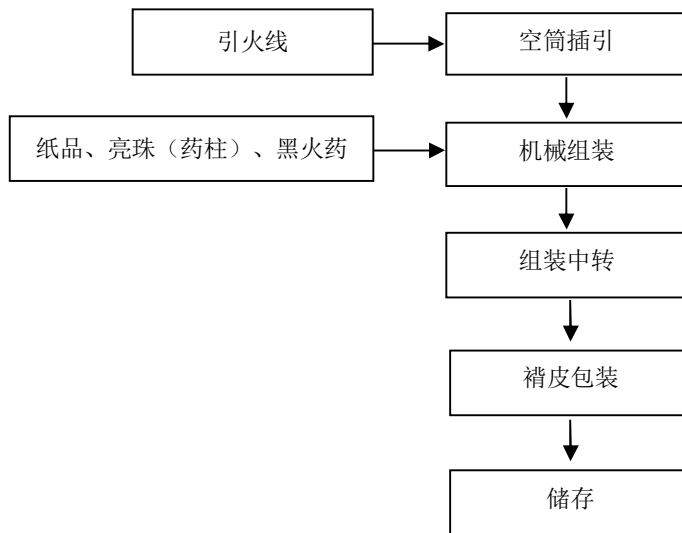 引火线
空筒插引
纸品、亮珠（药柱）、黑火药
机械组装
组装中转
褙皮包装
储存